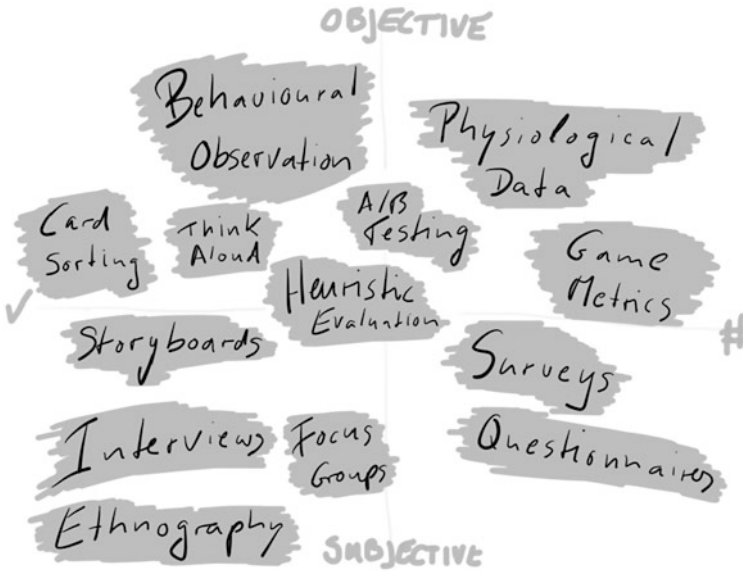 OBJECTIVE
Behavioural
Observation
Physiological
Data
Card
Sorting
Think
Aloud
A/B
Testing
Game
Metrics
Heuristic
Evaluation
✓
#
Storyboards
Surveys
Interviews
Focus
Groups
Questionnaires
Ethnography
SUBJECTIVE